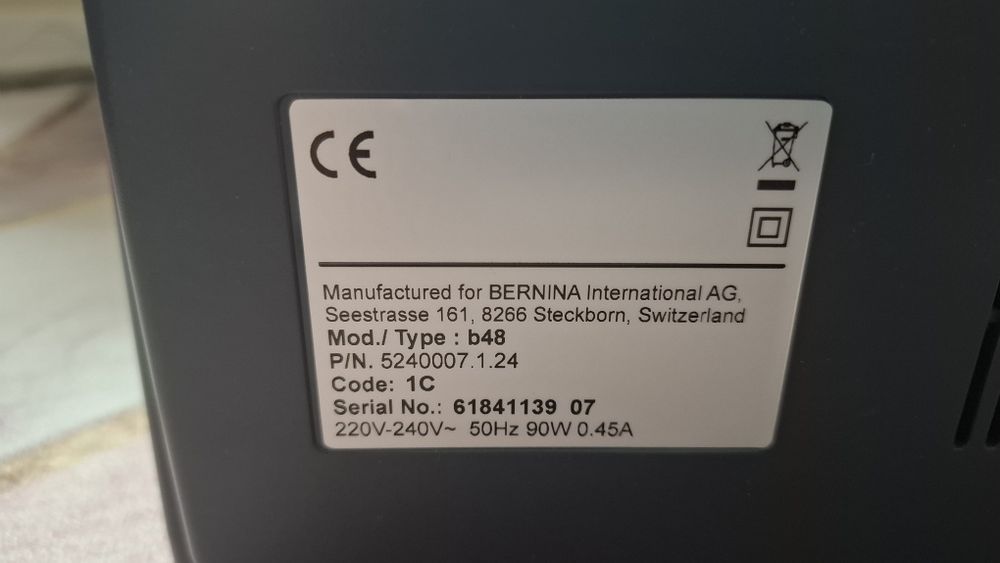 CE
Manufactured for BERNINA International AG,
Seestrasse 161, 8266 Steckborn, Switzerland
Mod./ Type : b48
P/N. 5240007.1.24
Code: 1C
Serial No.: 61841139 07
220V-240V~ 50Hz 90W 0.45A